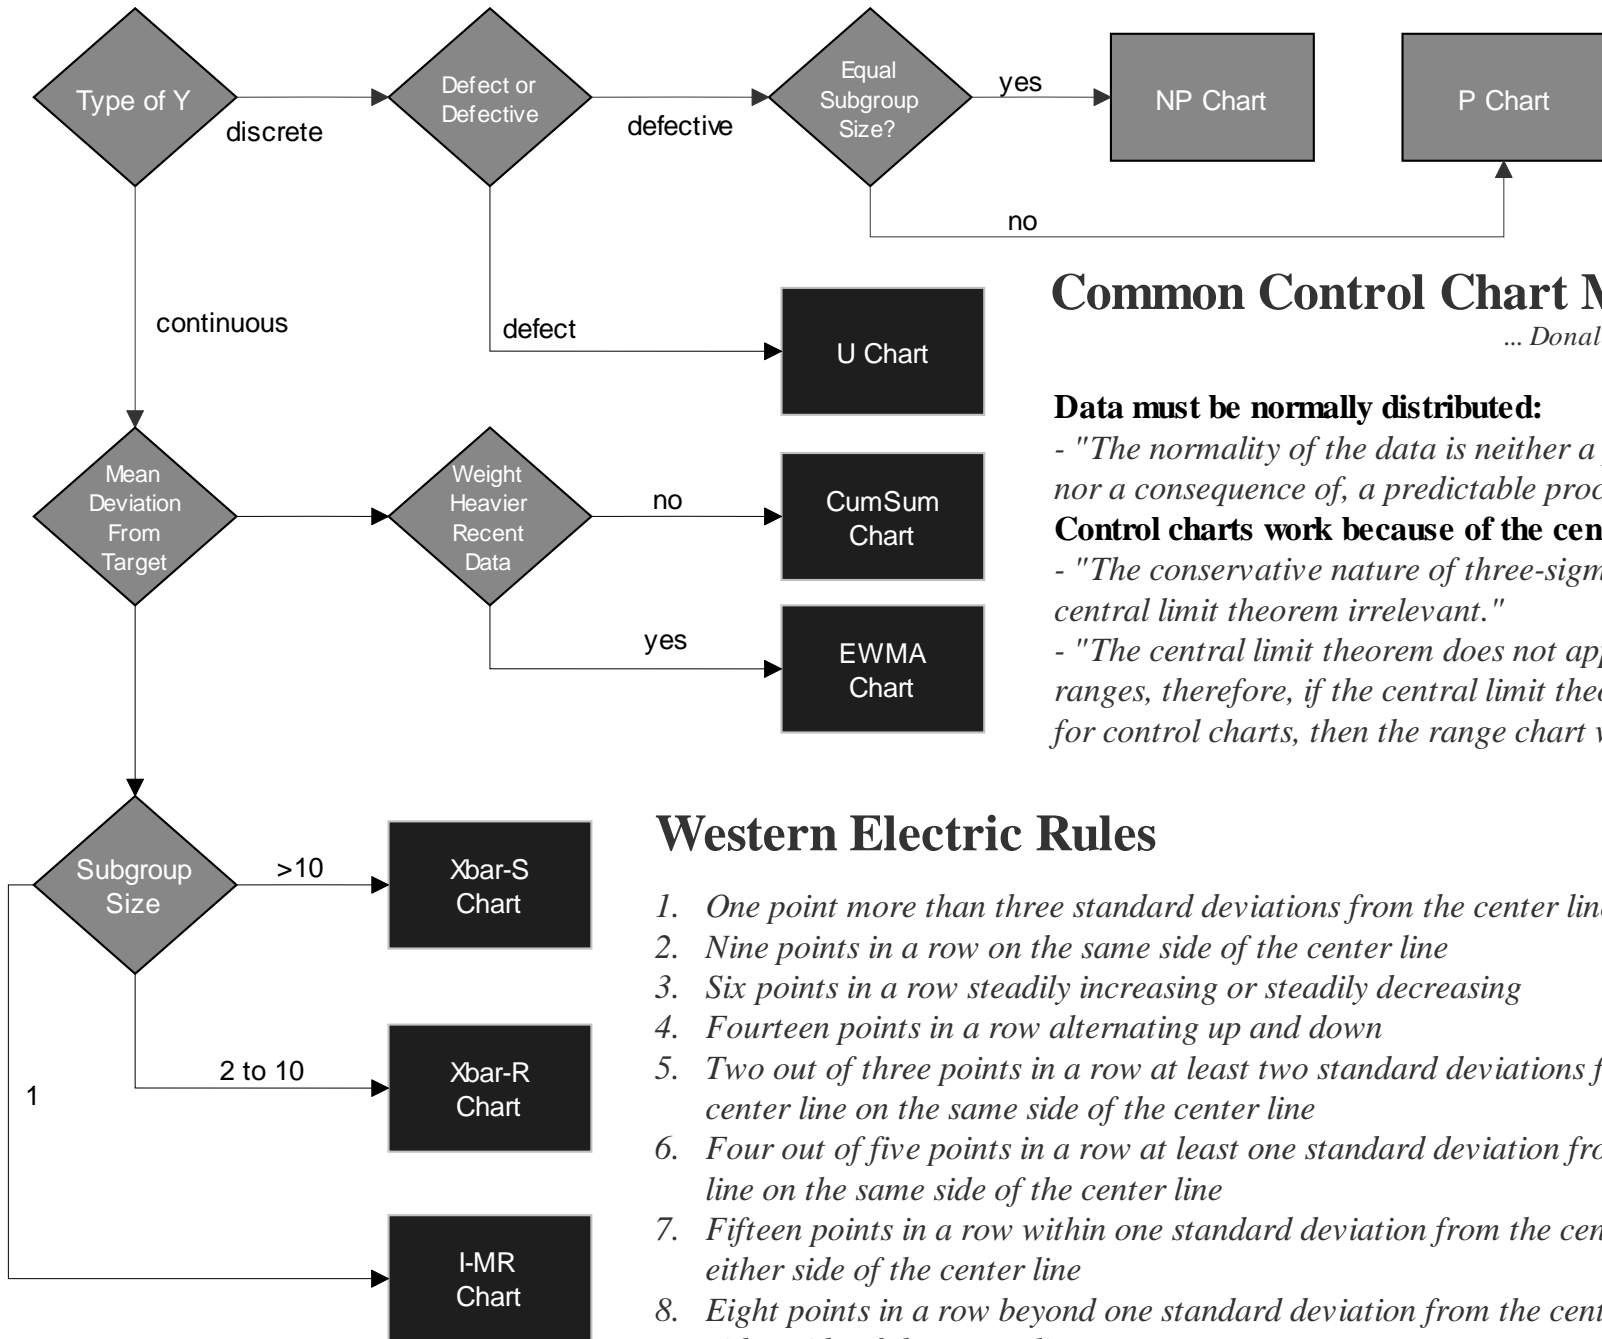 Type of Y
discrete
Defect or
Defective
defective
Equal
Subgroup
Size?
yes
NP Chart
P Chart
no
continuous
defect
U Chart
Common Control Chart
... Donal
Data must be normally distributed:
- "The normality of the data is neither a
nor a consequence of, a predictable proc
Control charts work because of the cen
- "The conservative nature of three-sigm
central limit theorem irrelevant."
- "The central limit theorem does not app
ranges, therefore, if the central limit theo
for control charts, then the range chart
Mean
Deviation
From
Target
Weight
Heavier
Recent
Data
no
CumSum
Chart
yes
EWMA
Chart
Subgroup
Size
>10
Xbar-S
Chart
2 to 10
Xbar-R
Chart
1
I-MR
Chart
Western Electric Rules
1. One point more than three standard deviations from the center line
2. Nine points in a row on the same side of the center line
3. Six points in a row steadily increasing or steadily decreasing
4. Fourteen points in a row alternating up and down
5. Two out of three points in a row at least two standard deviations f
center line on the same side of the center line
6. Four out of five points in a row at least one standard deviation fro
line on the same side of the center line
7. Fifteen points in a row within one standard deviation from the cen
either side of the center line
8. Eight points in a row beyond one standard deviation from the cent